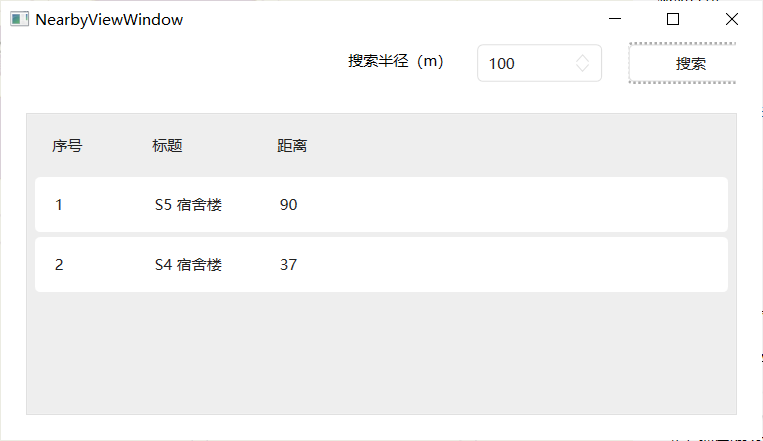 NearbyViewWindow
搜索半径（m） 100 搜索
序号 标题 距离
1 S5 宿舍楼 90
2 S4 宿舍楼 37